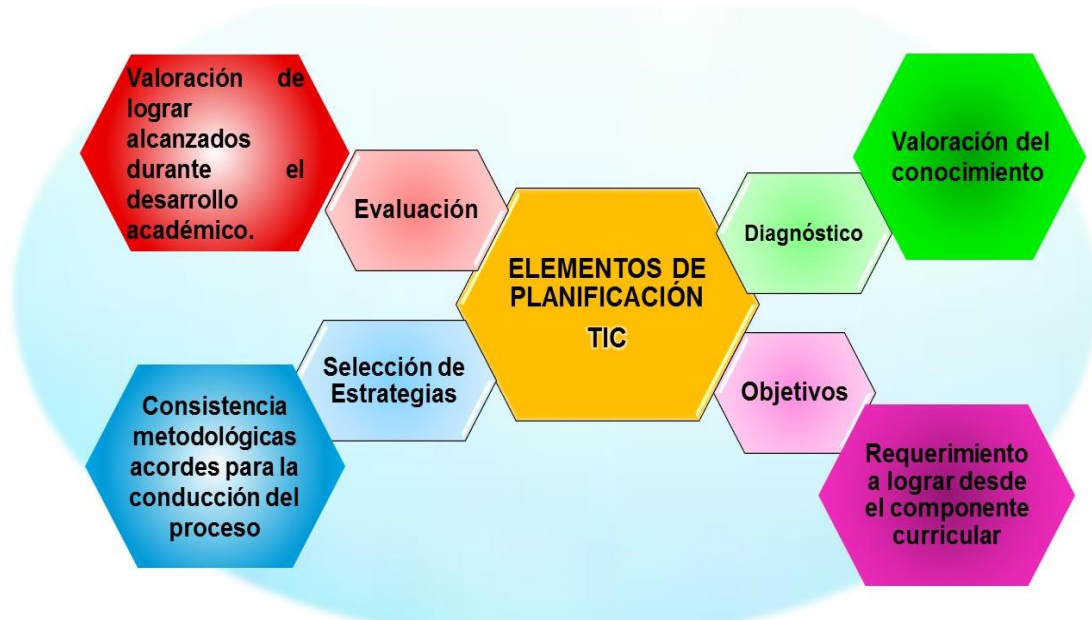 Valoración de
lograr
alcanzados
durante el
desarrollo
académico.
Evaluación
ELEMENTOS DE
PLANIFICACIÓN
TIC
Diagnóstico
Valoración del
conocimiento
Selección de
Estrategias
Consistencia
metodológicas
acordes para la
conducción del
proceso
Objetivos
Requerimiento
a lograr desde
el componente
curricular